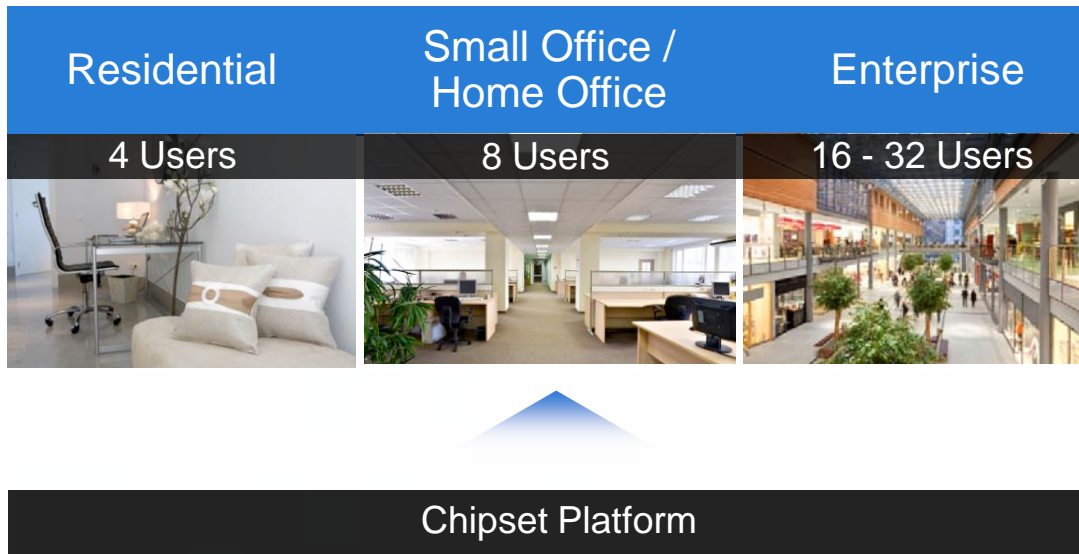 Residential
Small Office /
Home Office
Enterprise
4 Users
8 Users
16 - 32 Users
Chipset Platform